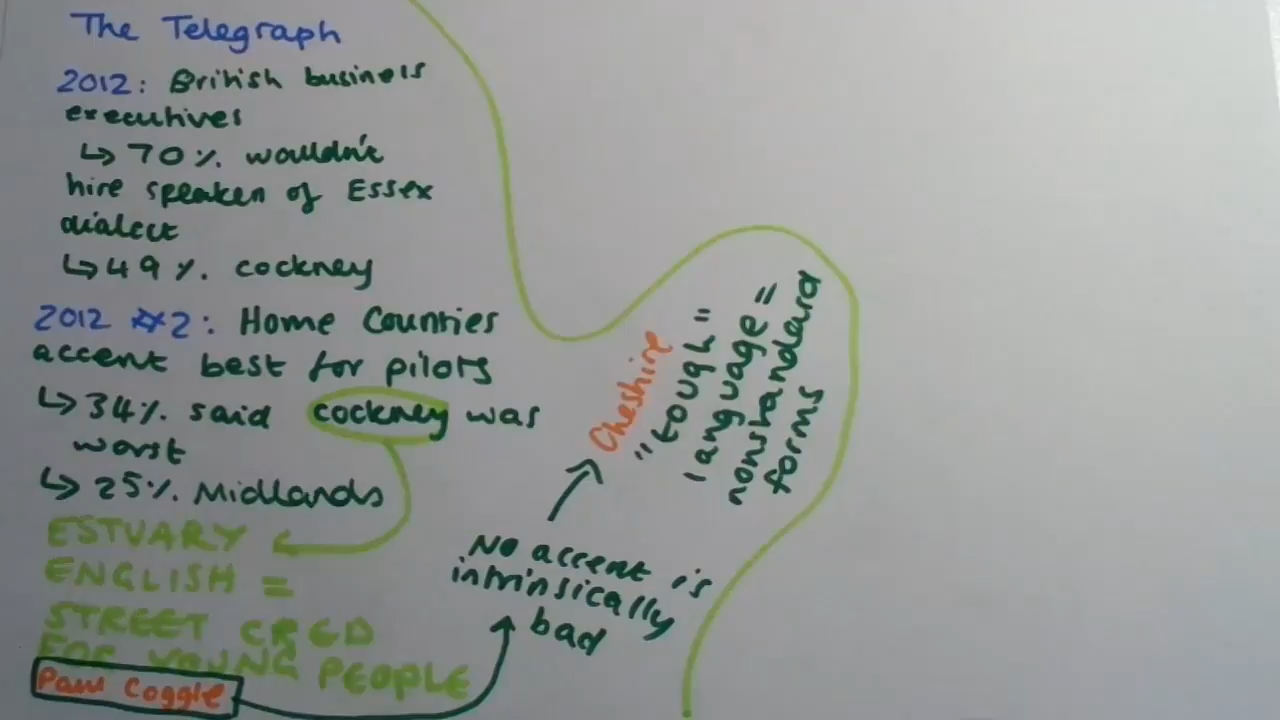 The Telegraph
2012: British business
executives
↳ 70% wouldn't
hire speaker of Essex
dialect
↳ 49% cockney
2012 #2: Home Counties
accent best for pilots
↳ 34% said cockney was
worst
↳ 25% Midlands
ESTUARY
ENGLISH =
STREET CRED
FOR YOUNG PEOPLE
Paul Coggle
No accent is
intrinsically
bad
Cheshire
"tough"
language =
nonstandard
forms